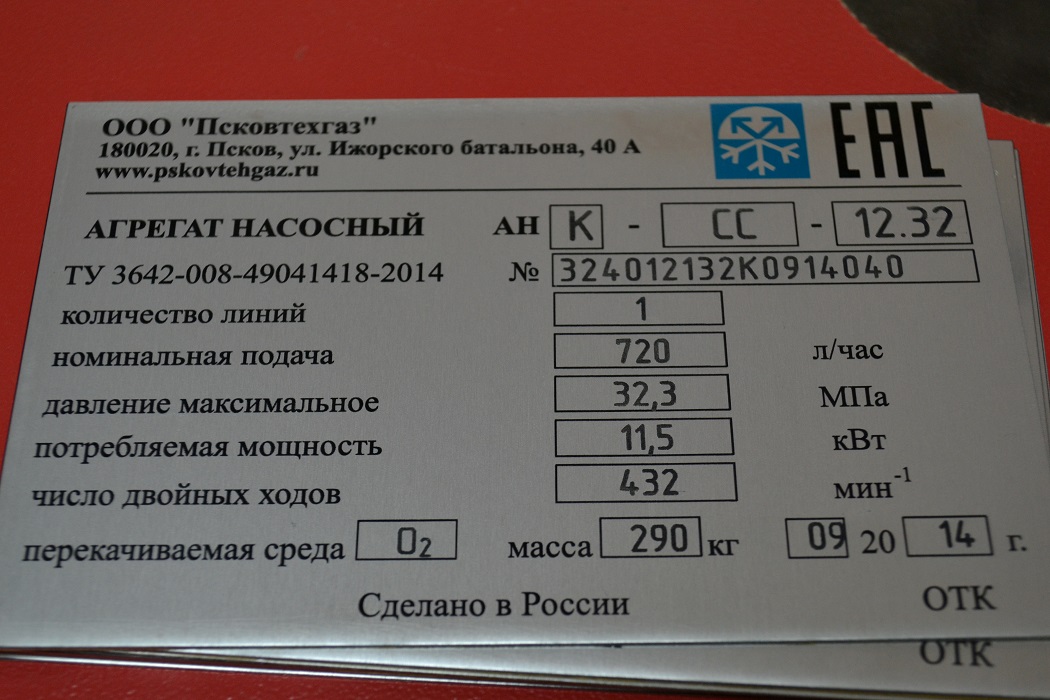 ООО "Псковтехгаз"
180020, г. Псков, ул. Ижорского батальона, 40 А
www.pskovtehgaz.ru
EAC
АГРЕГАТ НАСОСНЫЙ АН К - СС - 12.32
ТУ 3642-008-49041418-2014 № 324012132К0914040
количество линий 1
номинальная подача 720 л/час
давление максимальное 32,3 МПа
потребляемая мощность 11,5 кВт
число двойных ходов 432 мин⁻¹
перекачиваемая среда O₂ масса 290 кг 09 20 14 г.
Сделано в России ОТК
ОТК